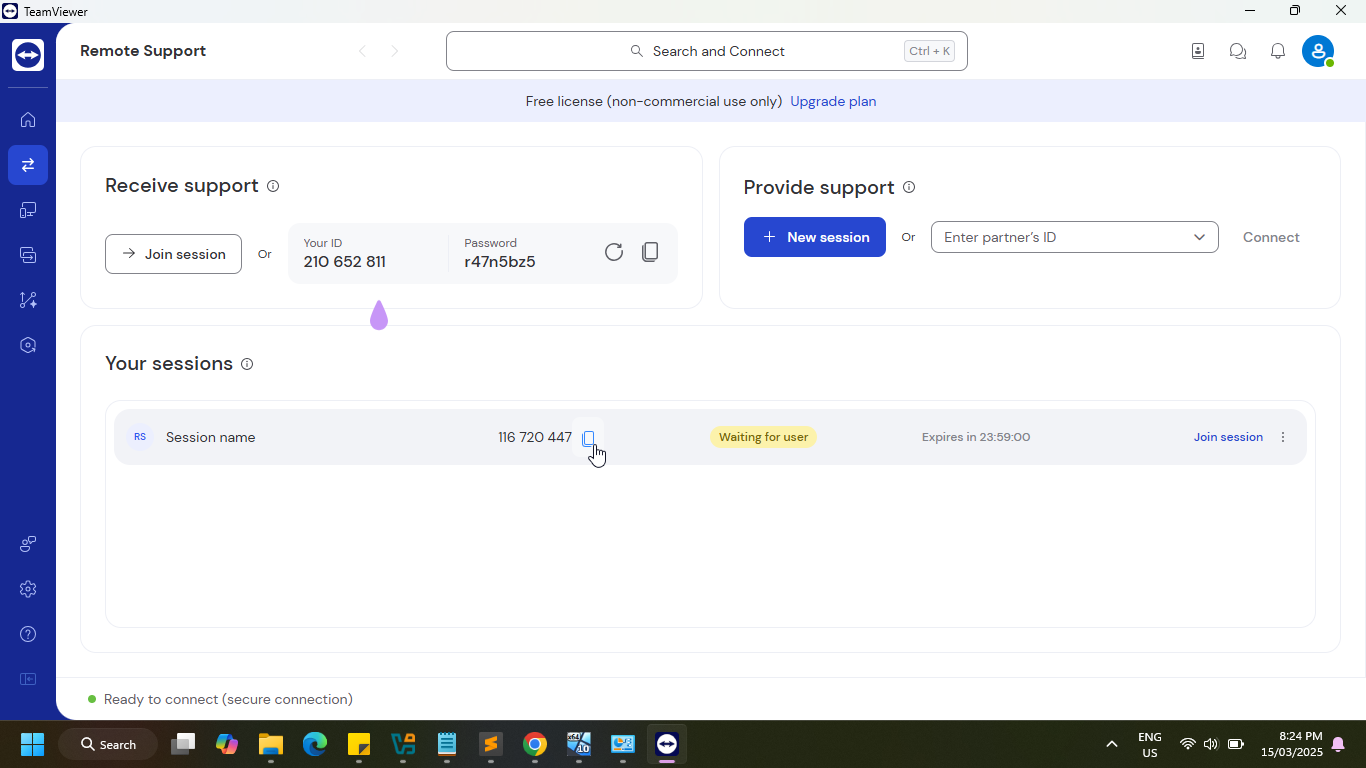 TeamViewer
Remote Support
Search and Connect
Ctrl + K
Free license (non-commercial use only) Upgrade plan
Receive support
Join session
Or
Your ID
210 652 811
Password
r47n5bz5
Provide support
+ New session
Or
Enter partner's ID
Connect
Your sessions
RS Session name 116 720 447 Waiting for user Expires in 23:59:00 Join session
Ready to connect (secure connection)
Search
x64
10
ENG
US
8:24 PM
15/03/2025